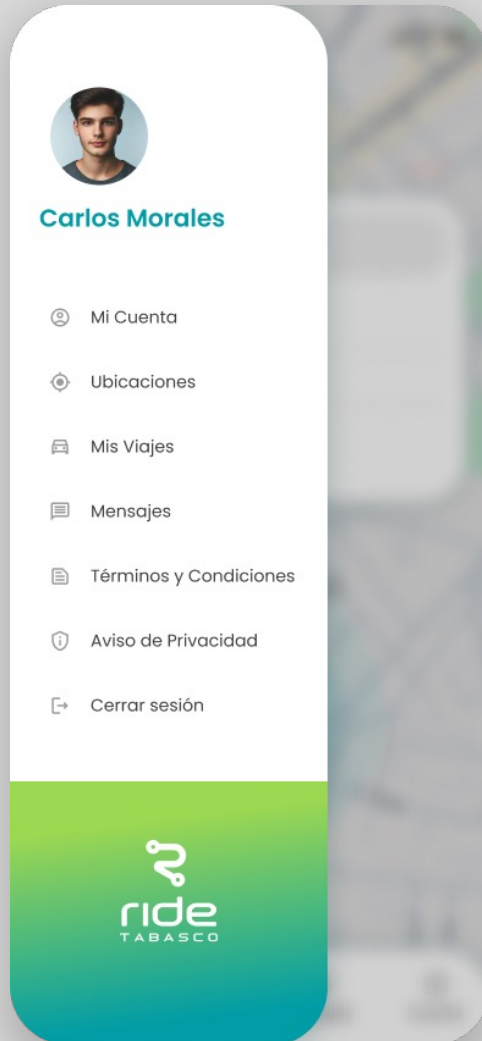 Carlos Morales
Mi Cuenta
Ubicaciones
Mis Viajes
Mensajes
Términos y Condiciones
Aviso de Privacidad
Cerrar sesión
ride
TABASCO